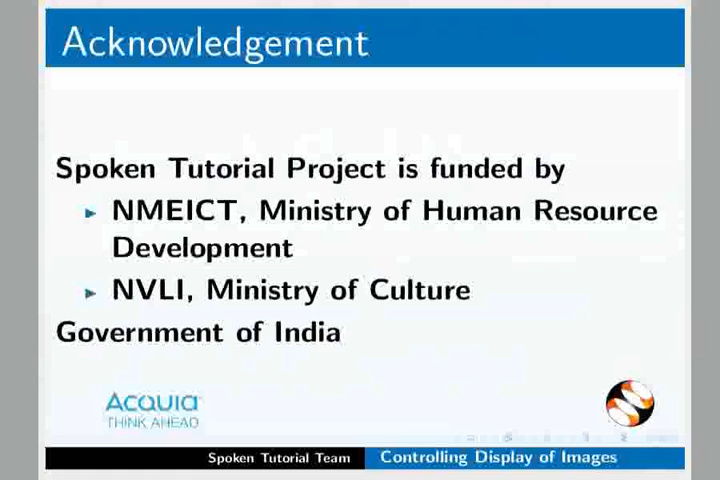 Acknowledgement
Spoken Tutorial Project is funded by
NMEICT, Ministry of Human Resource
Development
NVLI, Ministry of Culture
Government of India
Acquia
THINK AHEAD
Spoken Tutorial Team
Controlling Display of Images